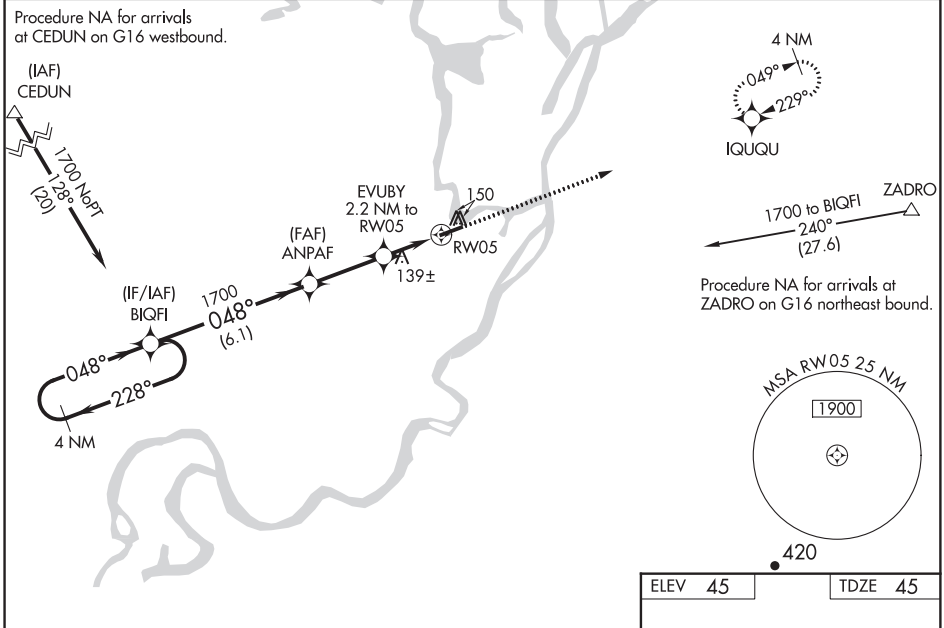 Procedure NA for arrivals
at CEDUN on G16 westbound.
(IAF)
CEDUN
1700 NoPT
128°
(20)
4 NM
049°
229°
IQUQU
ZADRO
1700 to BIQFI
240°
(27.6)
Procedure NA for arrivals at
ZADRO on G16 northeast bound.
EVUBY
2.2 NM to
RW05
150
RW05
139±
(FAF)
ANPAF
(IF/IAF)
BIQFI
1700
048°
(6.1)
048°
228°
4 NM
MSA RW05 25 NM
1900
420
ELEV 45
TDZE 45